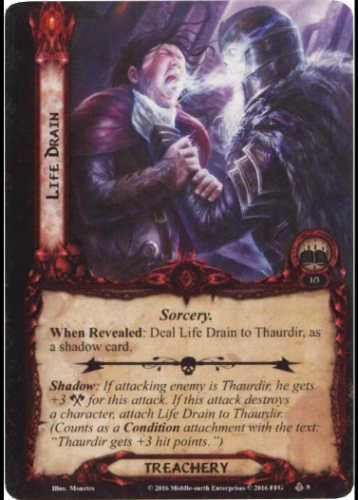 LIFE DRAIN
1/3
Sorcery.
When Revealed: Deal Life Drain to Thaurdir, as
a shadow card.
Shadow: If attacking enemy is Thaurdir, he gets
+3 for this attack. If this attack destroys
a character, attach Life Drain to Thaurdir.
(Counts as a Condition attachment with the text:
"Thaurdir gets +3 hit points.")
TREACHERY
© 2016 Middle-earth Enterprises © 2016 FFG
9